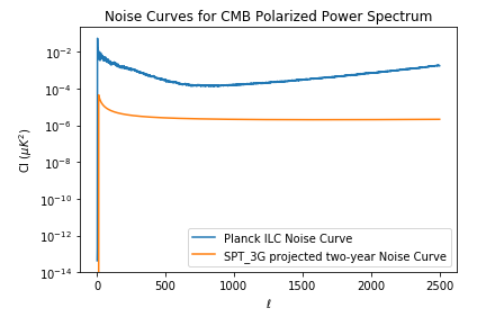 Noise Curves for CMB Polarized Power Spectrum
Cl (μK²)
10⁻²
10⁻⁴
10⁻⁶
10⁻⁸
10⁻¹⁰
10⁻¹²
10⁻¹⁴
Planck ILC Noise Curve
SPT_3G projected two-year Noise Curve
0 500 1000 1500 2000 2500
ℓ